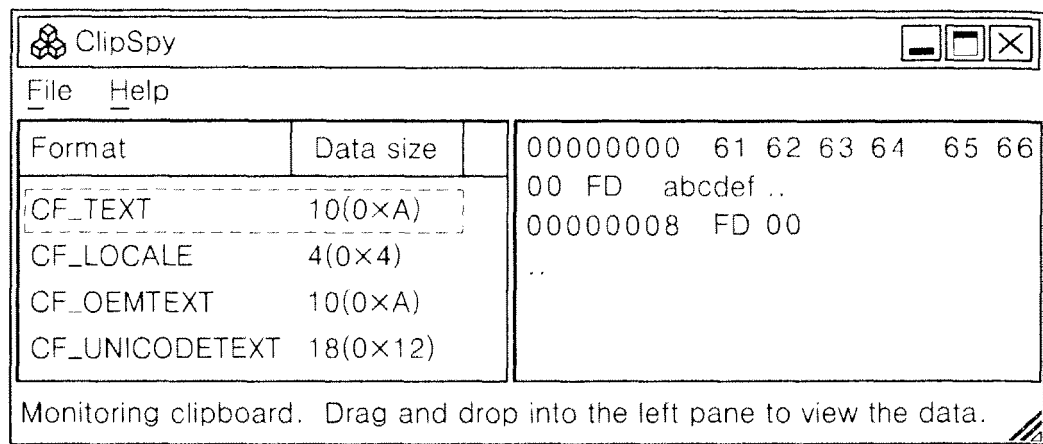 ClipSpy
File Help
Format Data size
CF_TEXT 10(0×A)
CF_LOCALE 4(0×4)
CF_OEMTEXT 10(0×A)
CF_UNICODETEXT 18(0×12)
00000000 61 62 63 64 65 66
00 FD abcdef ..
00000008 FD 00
..
Monitoring clipboard. Drag and drop into the left pane to view the data.